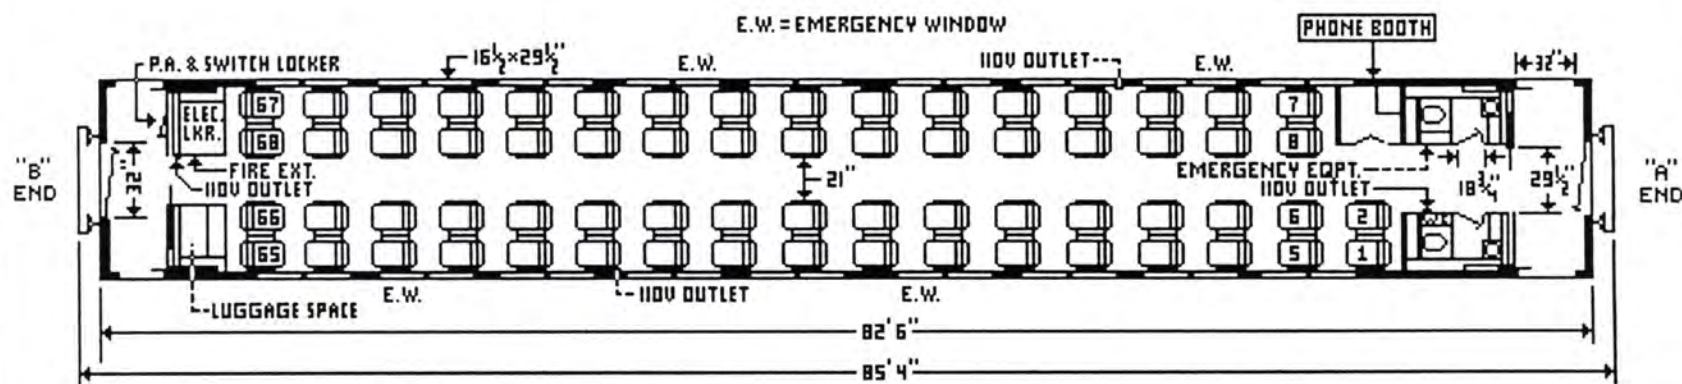 E.W. = EMERGENCY WINDOW
PHONE BOOTH
P.A. & SWITCH LOCKER
16½×29½"
E.W.
110V OUTLET
E.W.
32"
67
ELEC.
LKR.
68
7
8
"B"
END
32"
FIRE EXT.
110V OUTLET
21"
EMERGENCY EQPT.
110V OUTLET
18¾"
29½"
"A"
END
66
65
6
2
5
1
E.W.
110V OUTLET
E.W.
LUGGAGE SPACE
82'6"
85'4"